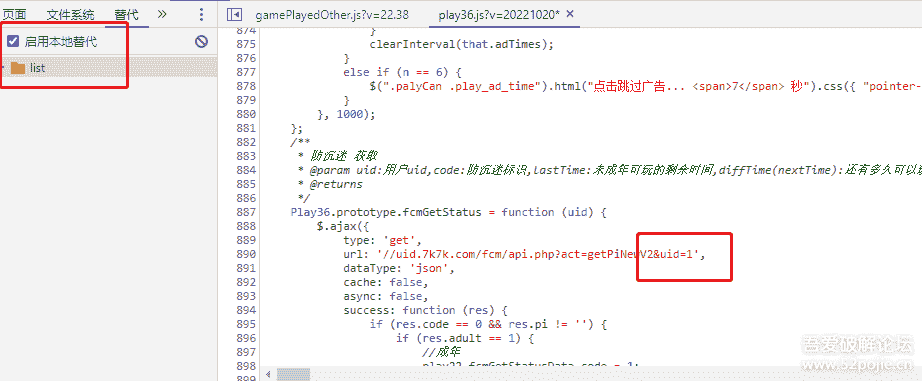 页面 文件系统 替代
启用本地替代
list
gamePlayedOther.js?v=22.38 play36.js?v=20221020* ×
874 }
875 clearInterval(that.adTimes);
876 }
877 else if (n == 6) {
878 $(".palyCan .play_ad_time").html("点击跳过广告... <span>7</span> 秒").css({ "pointer-
879 }
880 }, 1000);
881 };
882 /**
883 * 防沉迷 获取
884 * @param uid:用户uid,code:防沉迷标识,lastTime:未成年可玩的剩余时间,diffTime(nextTime):还有多久可以
885 * @returns
886 */
887 Play36.prototype.fcmGetStatus = function (uid) {
888 $.ajax({
889 type: 'get',
890 url: '//uid.7k7k.com/fcm/api.php?act=getPiNewV2&uid=1',
891 dataType: 'json',
892 cache: false,
893 async: false,
894 success: function (res) {
895 if (res.code == 0 && res.pi != '') {
896 if (res.adult == 1) {
897 //成年
898 play22.fcmGetStatusData.code = 1;
899
吾爱破解论坛
www.52pojie.cn